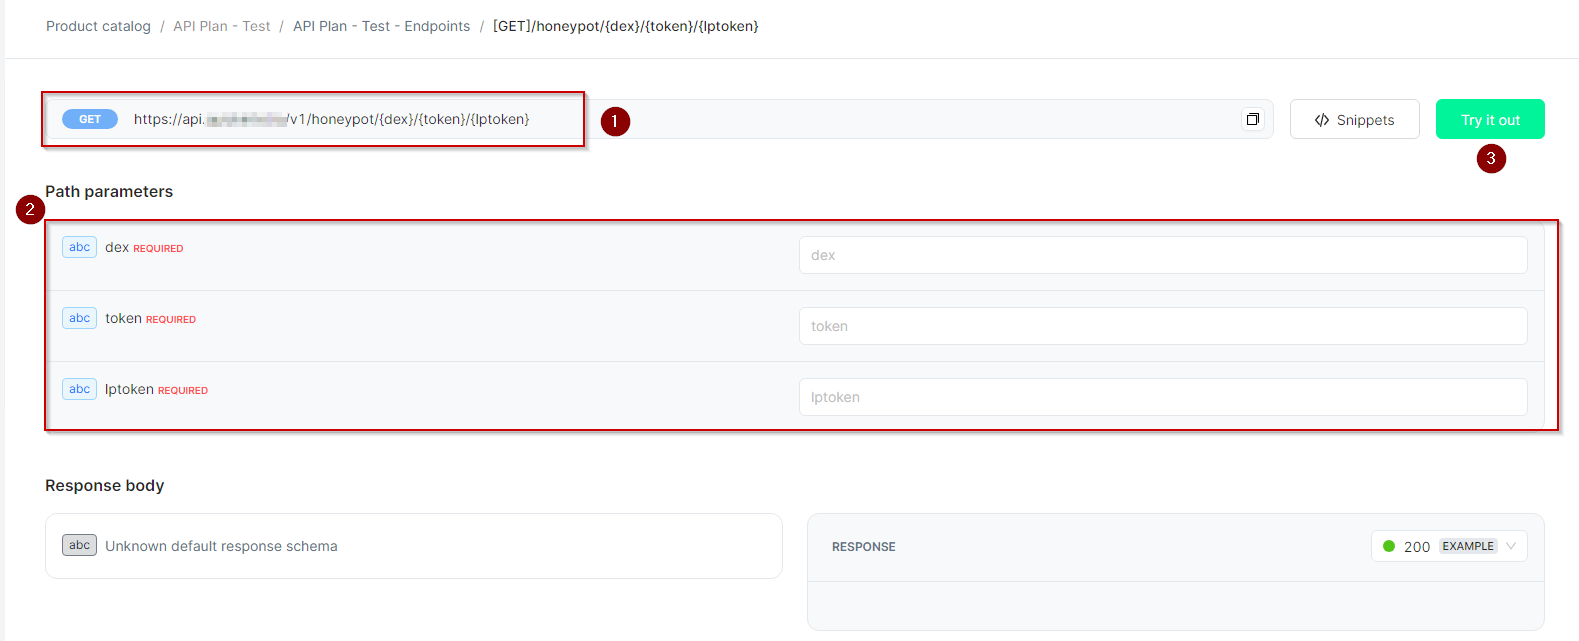 Product catalog / API Plan - Test / API Plan - Test - Endpoints / [GET]/honeypot/{dex}/{token}/{lptoken}
GET https://api. /v1/honeypot/{dex}/{token}/{lptoken}
1
Snippets
Try it out
3
Path parameters
2
abc dex REQUIRED
dex
abc token REQUIRED
token
abc lptoken REQUIRED
lptoken
Response body
abc Unknown default response schema
RESPONSE
200 EXAMPLE